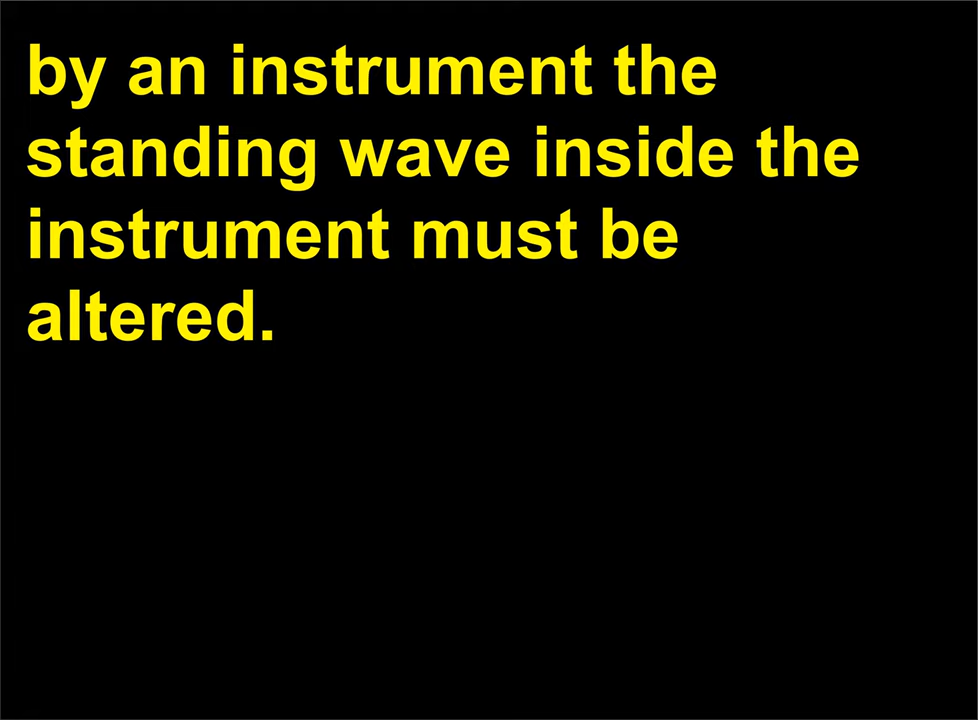 by an instrument the
standing wave inside the
instrument must be
altered.